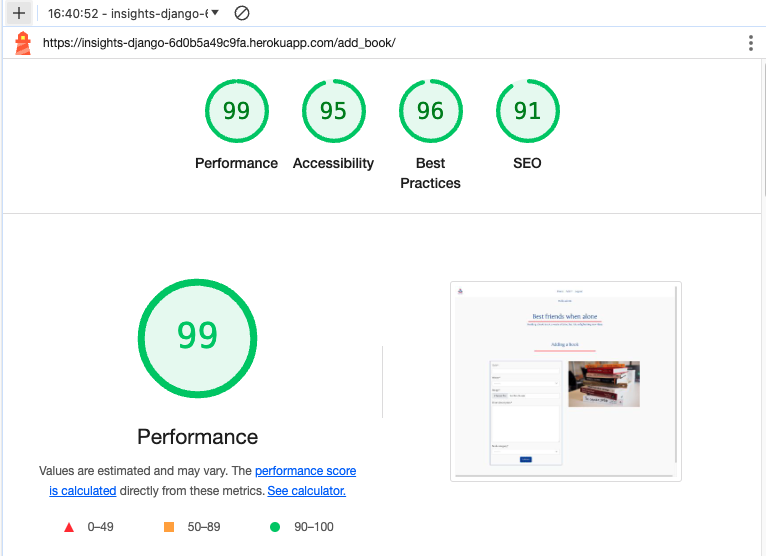 16:40:52 - insights-django-6
https://insights-django-6d0b5a49c9fa.herokuapp.com/add_book/
99 95 96 91
Performance Accessibility Best Practices SEO
99
Best friends when alone
Adding a Book
Performance
Values are estimated and may vary. The performance score
is calculated directly from these metrics. See calculator.
0–49 50–89 90–100